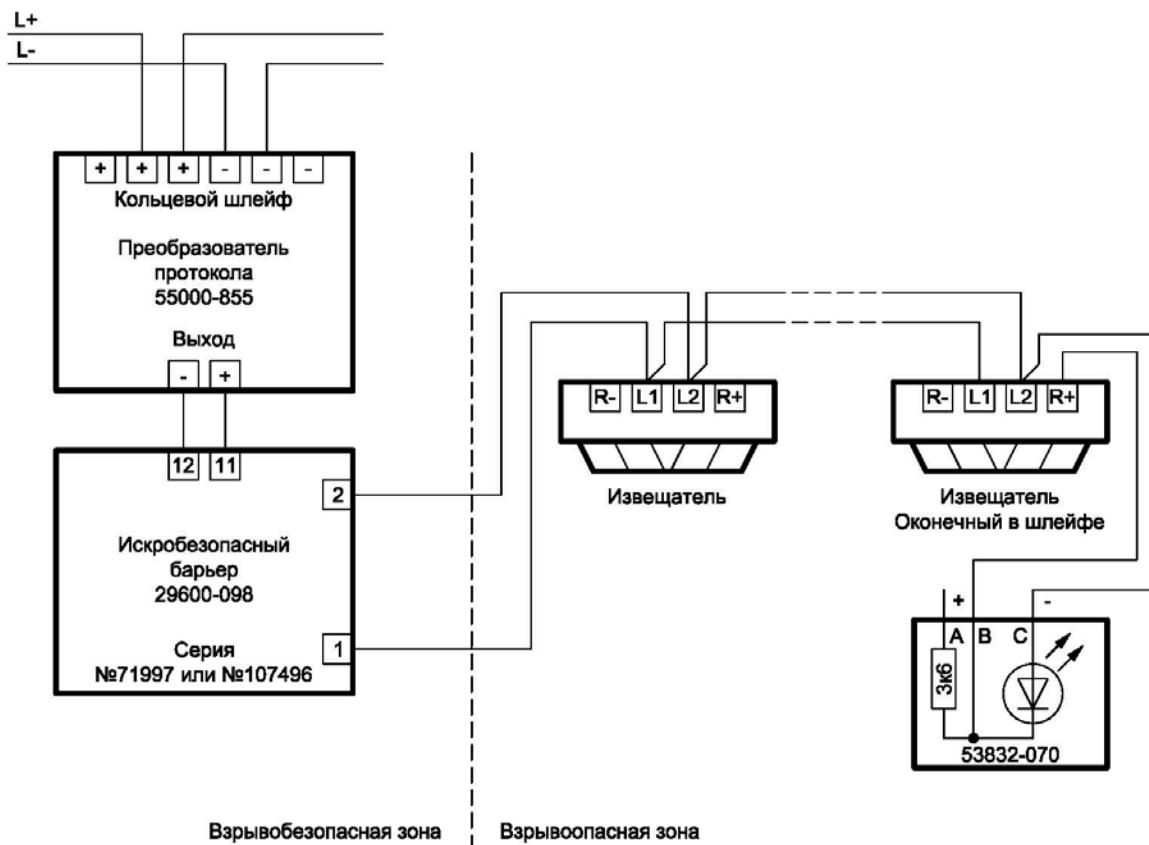 L+
L-
+ + + - - -
Кольцевой шлейф
Преобразователь
протокола
55000-855
Выход
- +
12 11
2
Искробезопасный
барьер
29600-098
1
Серия
№71997 или №107496
R- L1 L2 R+
Извещатель
R- L1 L2 R+
Извещатель
Оконечный в шлейфе
+ -
A B C
3к6
53832-070
Взрывобезопасная зона
Взрывоопасная зона